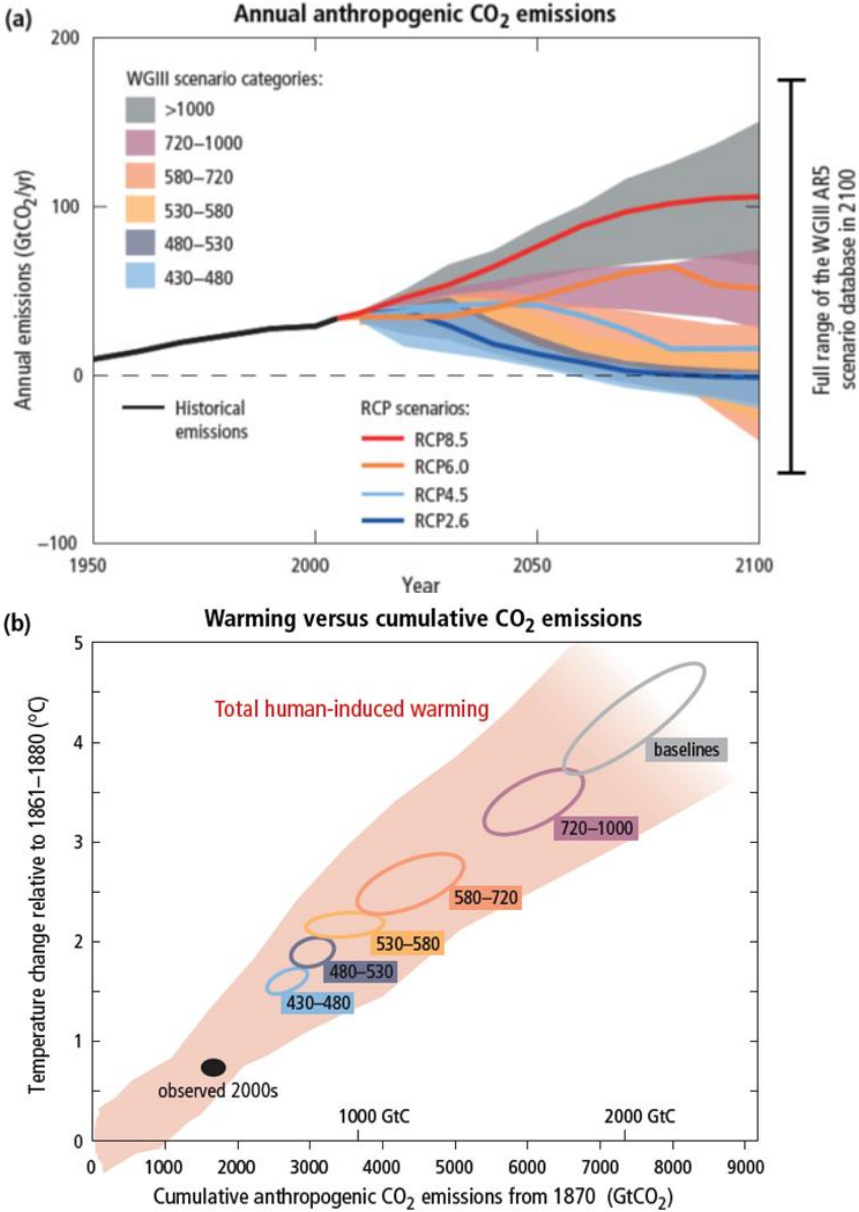 (a)
Annual anthropogenic CO₂ emissions
200
100
0
−100
Annual emissions (GtCO₂/yr)
WGIII scenario categories:
>1000
720–1000
580–720
530–580
480–530
430–480
Historical
emissions
RCP scenarios:
RCP8.5
RCP6.0
RCP4.5
RCP2.6
Full range of the WGIII AR5
scenario database in 2100
1950 2000 2050 2100
Year
(b)
Warming versus cumulative CO₂ emissions
5
4
3
2
1
0
Temperature change relative to 1861–1880 (°C)
Total human-induced warming
baselines
720–1000
580–720
530–580
480–530
430–480
observed 2000s
1000 GtC 2000 GtC
0 1000 2000 3000 4000 5000 6000 7000 8000 9000
Cumulative anthropogenic CO₂ emissions from 1870 (GtCO₂)